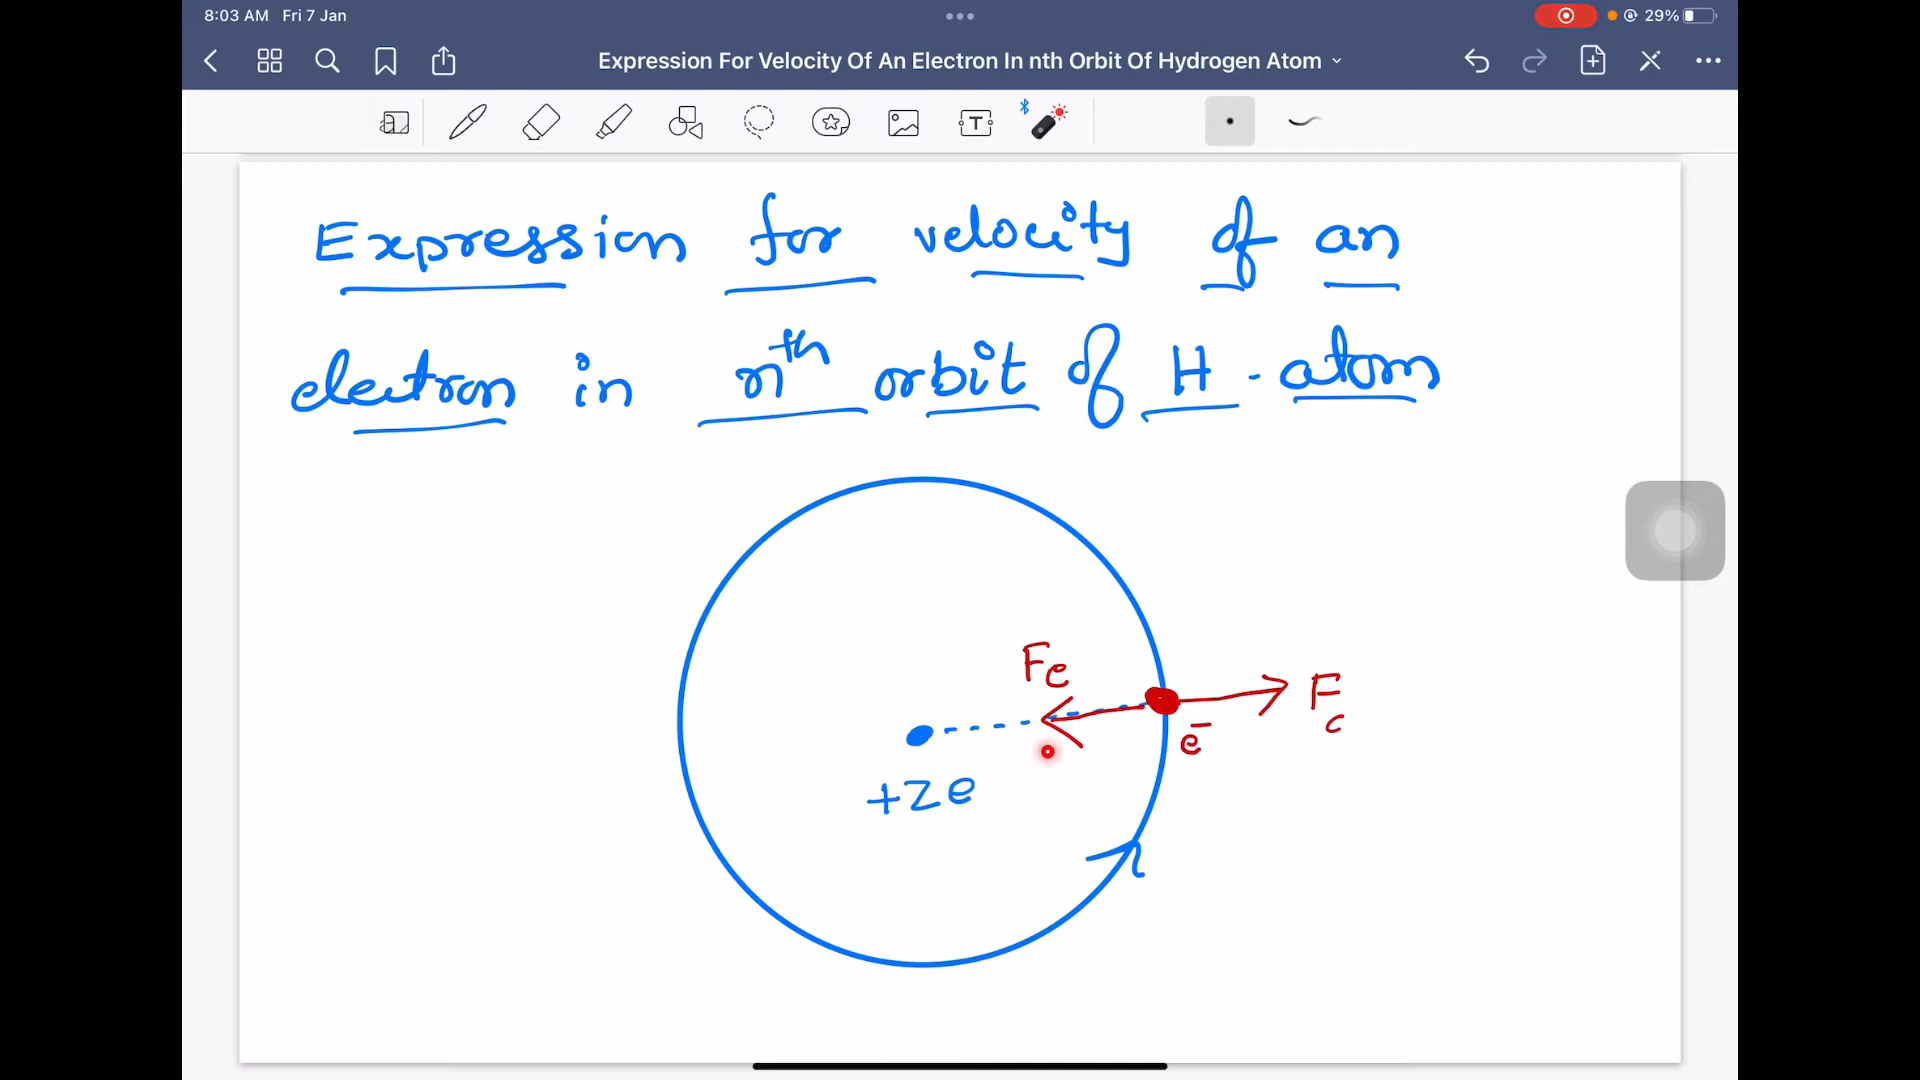 8:03 AM Fri 7 Jan
29%
Expression For Velocity Of An Electron In nth Orbit Of Hydrogen Atom
Expression for velocity of an
electron in nth orbit of H-atom
Fe
Fc
e-
+Ze